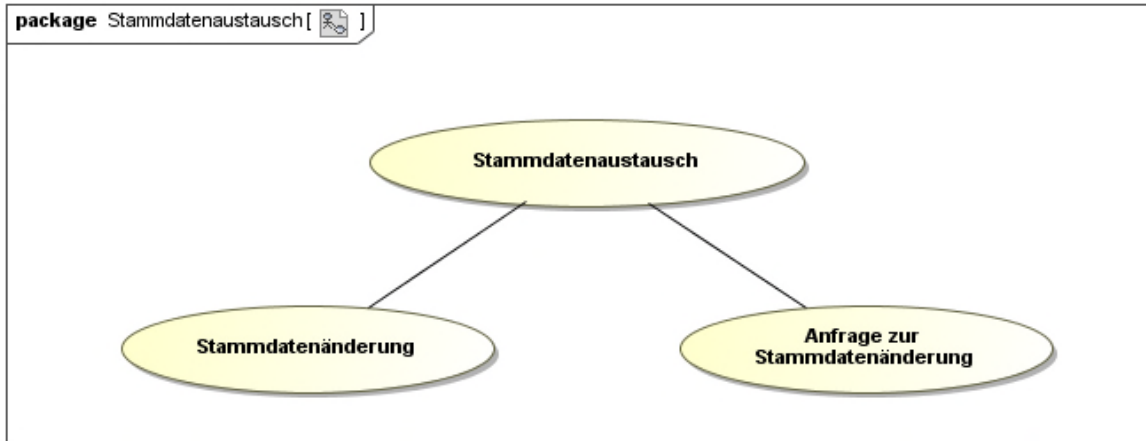 package Stammdatenaustausch [ ]
Stammdatenaustausch
Stammdatenänderung
Anfrage zur
Stammdatenänderung